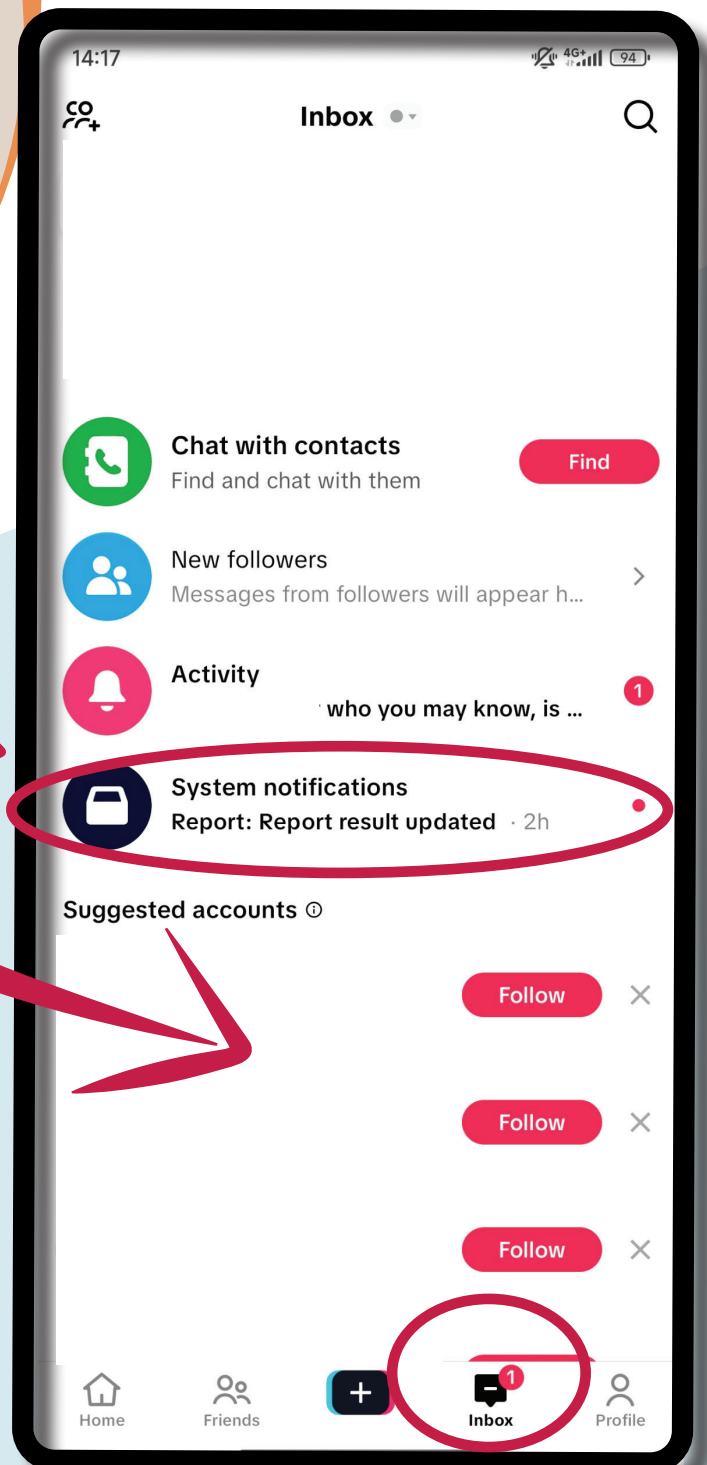 14:17
4G+
94
Inbox
Chat with contacts
Find and chat with them
Find
New followers
Messages from followers will appear h...
Activity
1
who you may know, is ...
System notifications
Report: Report result updated · 2h
Suggested accounts
Follow
Follow
Follow
1
Home
Friends
Inbox
Profile